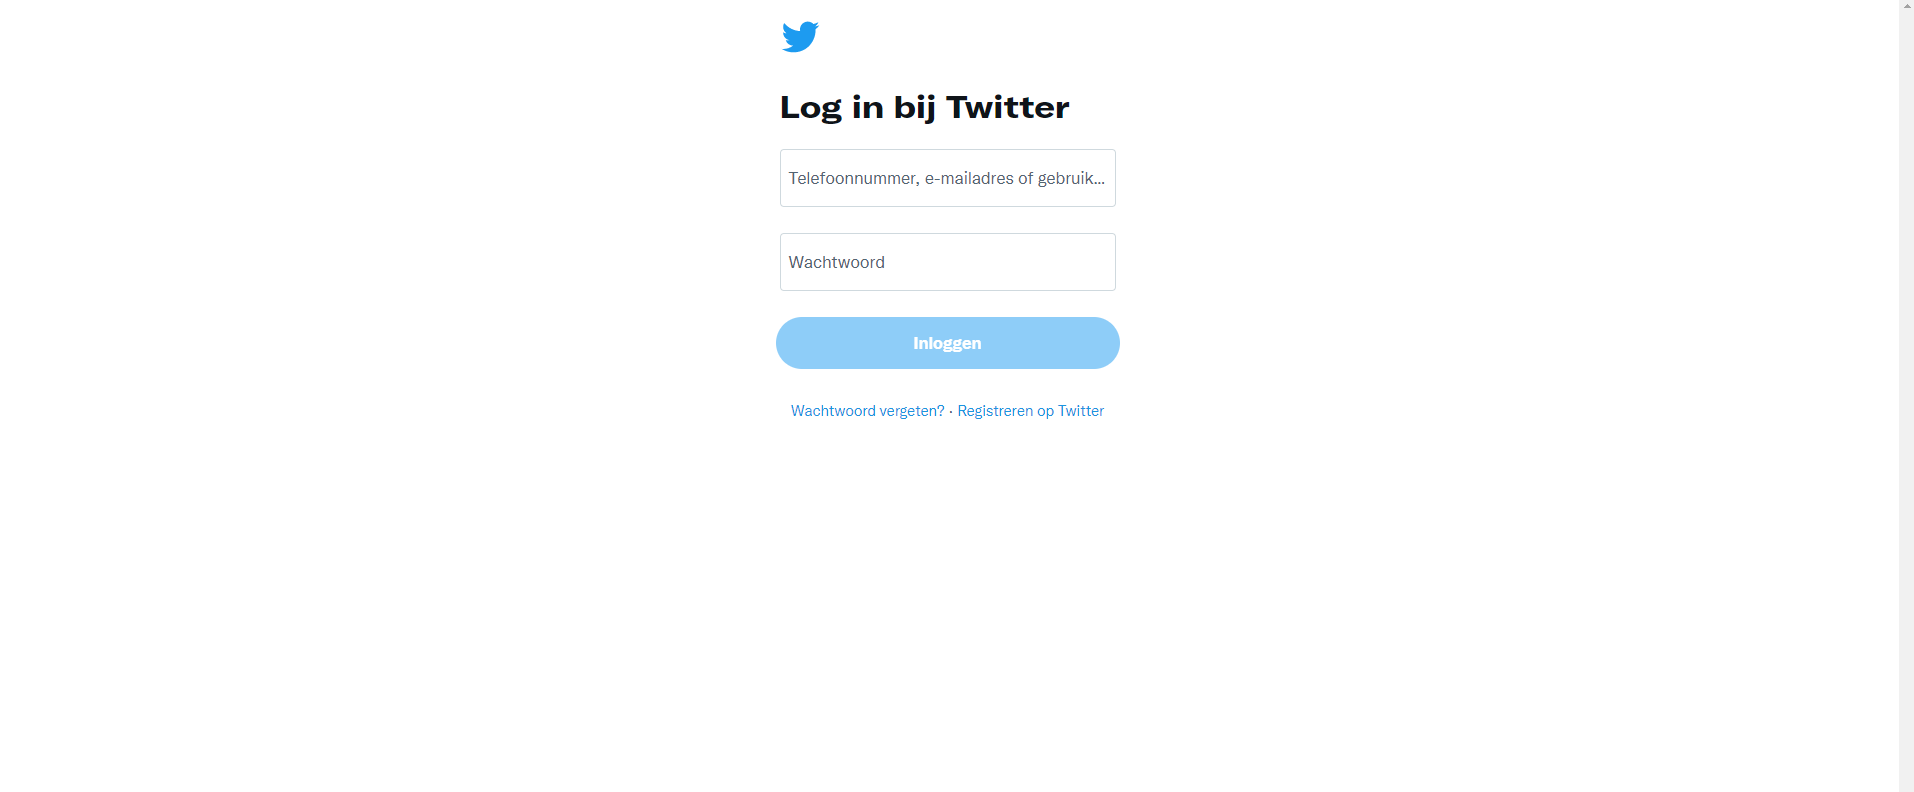 Log in bij Twitter
Telefoonnummer, e-mailadres of gebruik...
Wachtwoord
Inloggen
Wachtwoord vergeten? · Registreren op Twitter